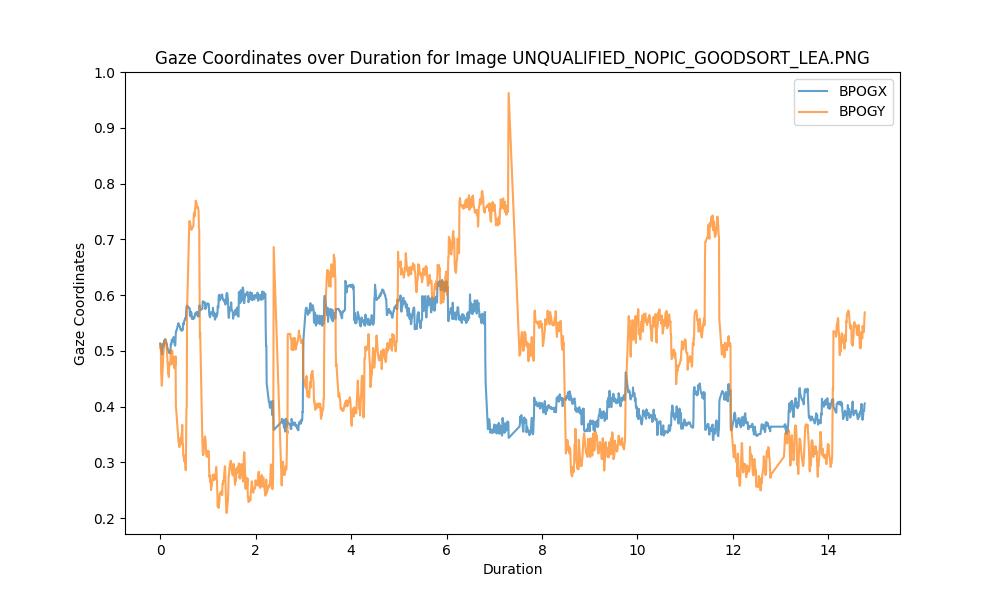 Gaze Coordinates over Duration for Image UNQUALIFIED_NOPIC_GOODSORT_LEA.PNG
BPOGX
BPOGY
1.0
0.9
0.8
0.7
0.6
0.5
0.4
0.3
0.2
Gaze Coordinates
0 2 4 6 8 10 12 14
Duration